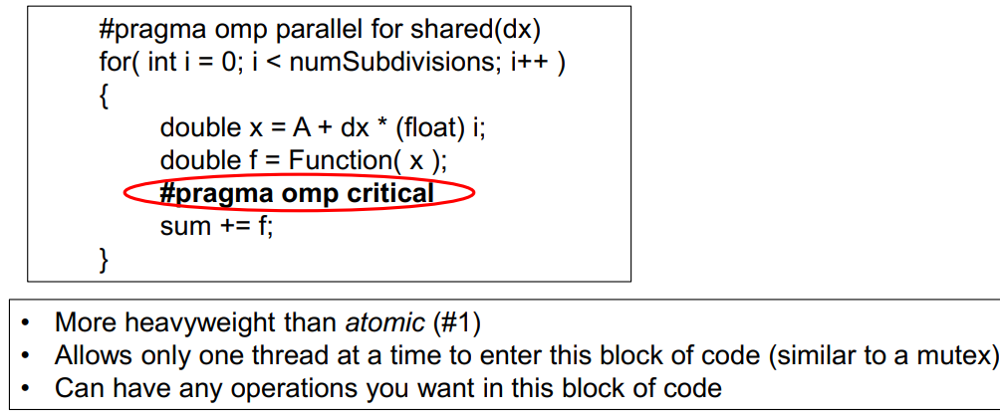 #pragma omp parallel for shared(dx)
for( int i = 0; i < numSubdivisions; i++ )
{
double x = A + dx * (float) i;
double f = Function( x );
#pragma omp critical
sum += f;
}
• More heavyweight than atomic (#1)
• Allows only one thread at a time to enter this block of code (similar to a mutex)
• Can have any operations you want in this block of code